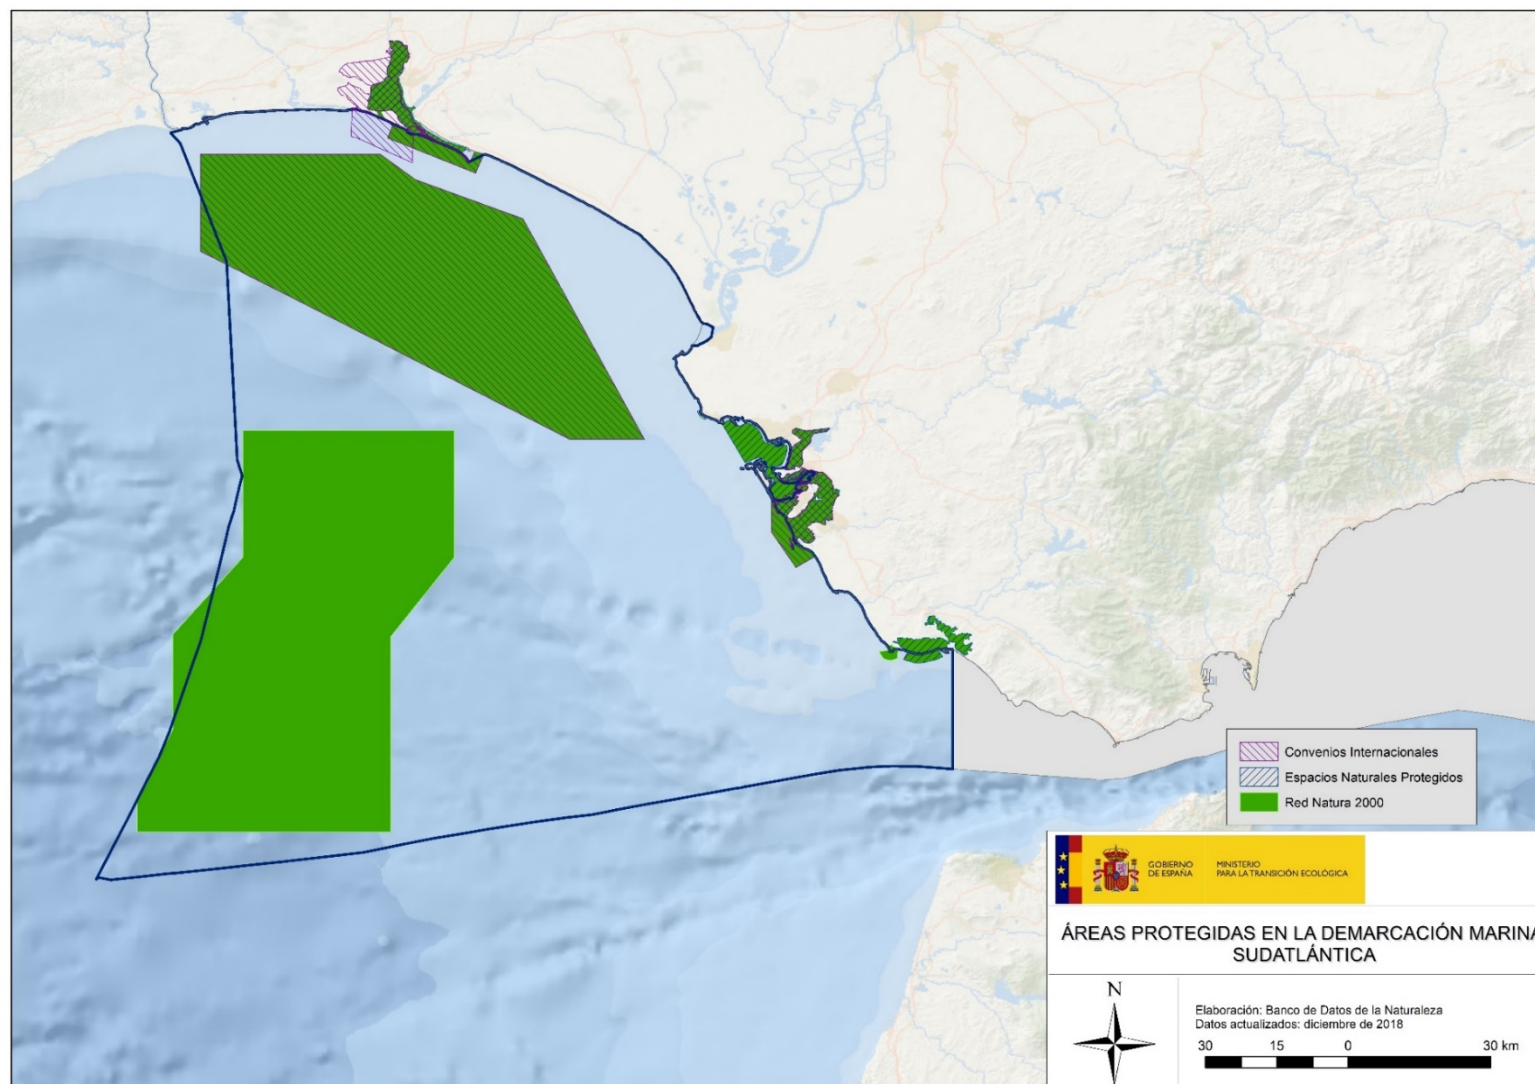 Convenios Internacionales
Espacios Naturales Protegidos
Red Natura 2000
GOBIERNO
DE ESPAÑA
MINISTERIO
PARA LA TRANSICIÓN ECOLÓGICA
ÁREAS PROTEGIDAS EN LA DEMARCACIÓN MARINA
SUDATLÁNTICA
N
Elaboración: Banco de Datos de la Naturaleza
Datos actualizados: diciembre de 2018
30 15 0 30 km